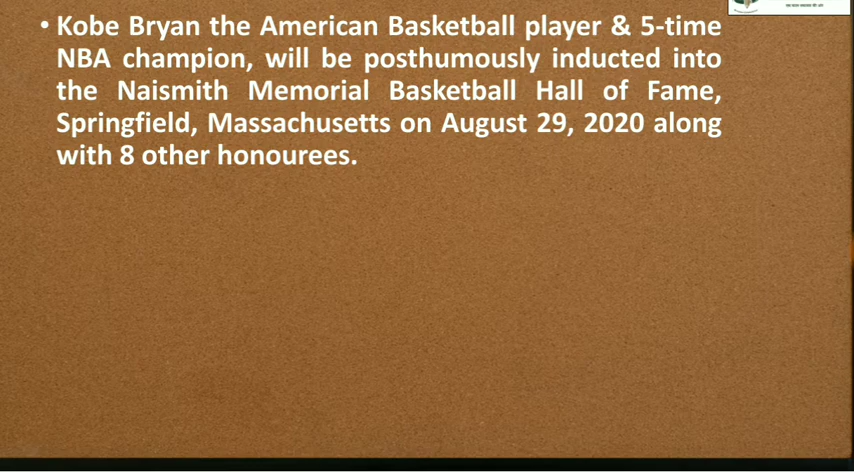 • Kobe Bryan the American Basketball player & 5-time
NBA champion, will be posthumously inducted into
the Naismith Memorial Basketball Hall of Fame,
Springfield, Massachusetts on August 29, 2020 along
with 8 other honourees.